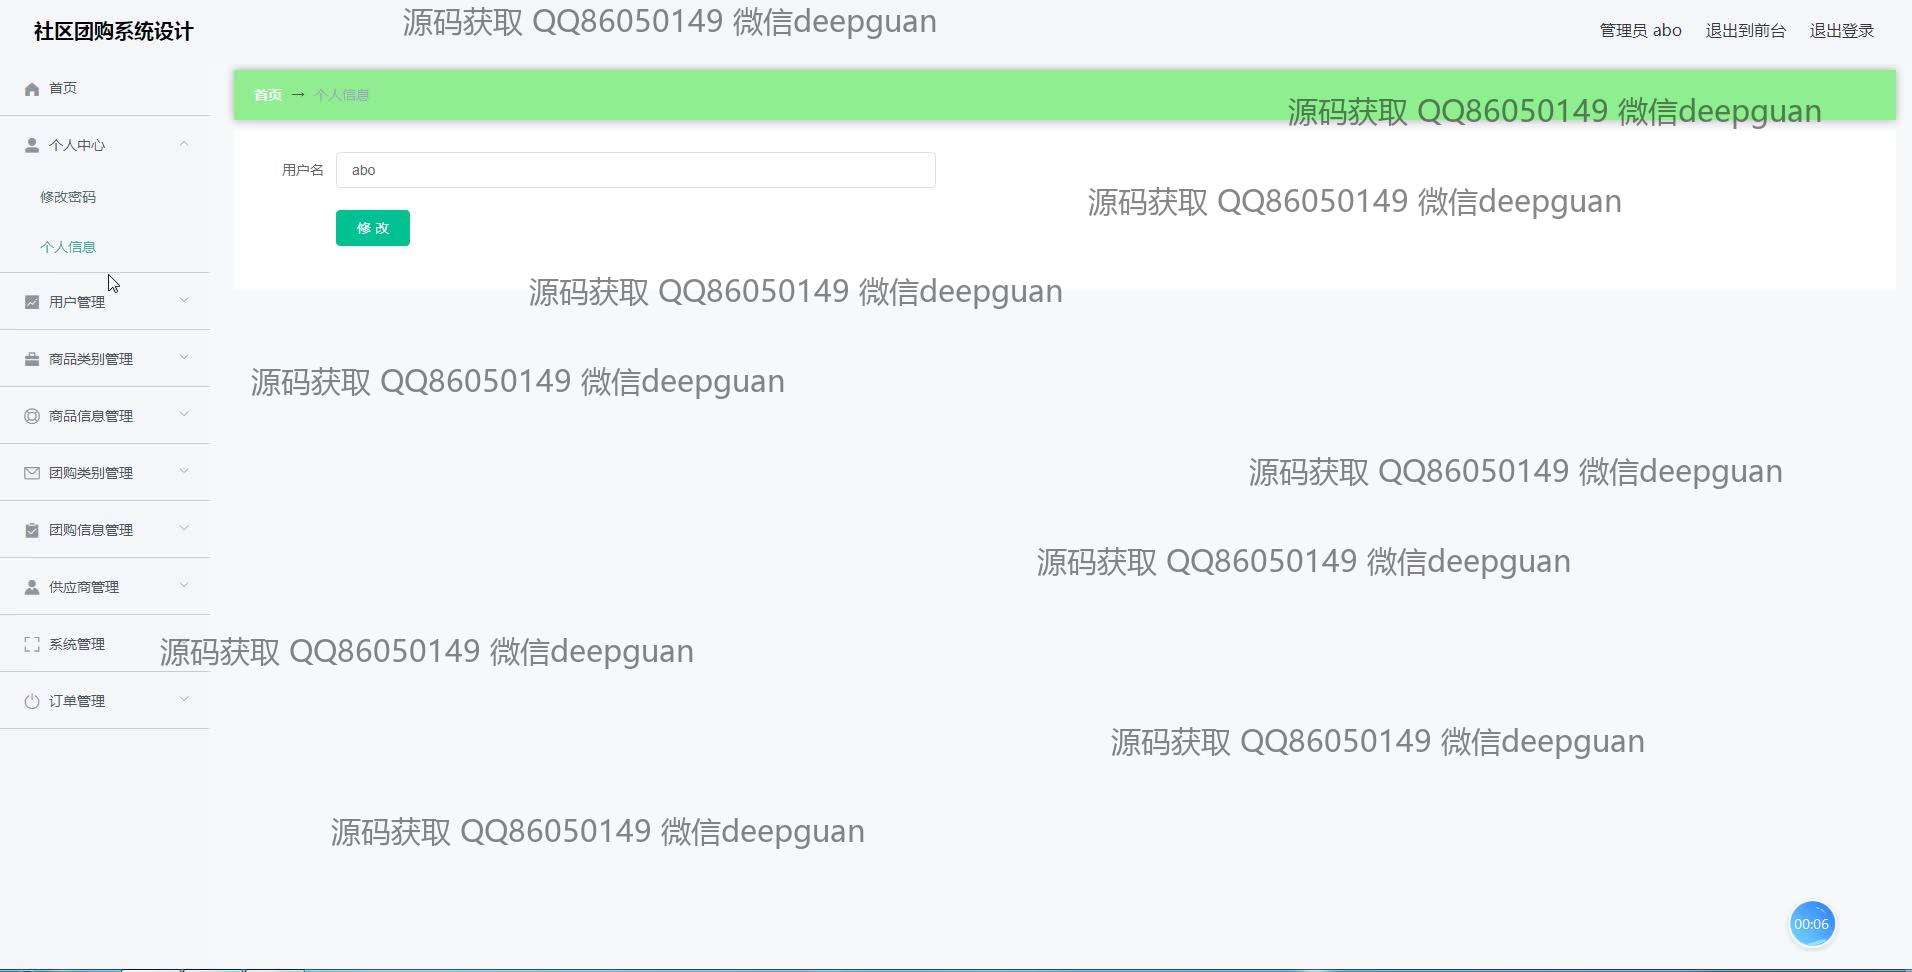 社区团购系统设计
源码获取 QQ86050149 微信deepguan
管理员 abo 退出到前台 退出登录
首页
首页 → 个人信息
源码获取 QQ86050149 微信deepguan
个人中心
用户名 abo
修改密码
源码获取 QQ86050149 微信deepguan
修 改
个人信息
用户管理
源码获取 QQ86050149 微信deepguan
商品类别管理
源码获取 QQ86050149 微信deepguan
商品信息管理
团购类别管理
源码获取 QQ86050149 微信deepguan
团购信息管理
源码获取 QQ86050149 微信deepguan
供应商管理
系统管理
源码获取 QQ86050149 微信deepguan
订单管理
源码获取 QQ86050149 微信deepguan
源码获取 QQ86050149 微信deepguan
00:06